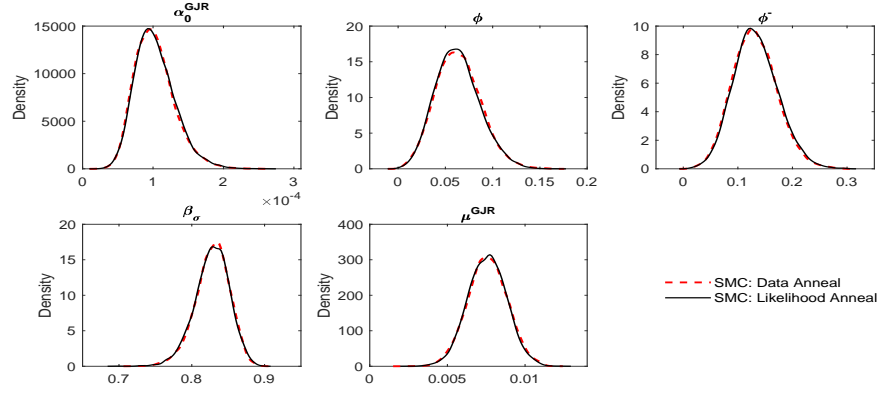 α₀ᴳᴶᴿ
Density
15000
10000
5000
0
0 1 2 3
×10⁻⁴
ϕ
Density
20
15
10
5
0
0 0.05 0.1 0.15 0.2
ϕ⁻
Density
10
8
6
4
2
0
0 0.1 0.2 0.3
β_σ
Density
20
15
10
5
0
0.7 0.8 0.9
μᴳᴶᴿ
Density
400
300
200
100
0
0 0.005 0.01
SMC: Data Anneal
SMC: Likelihood Anneal